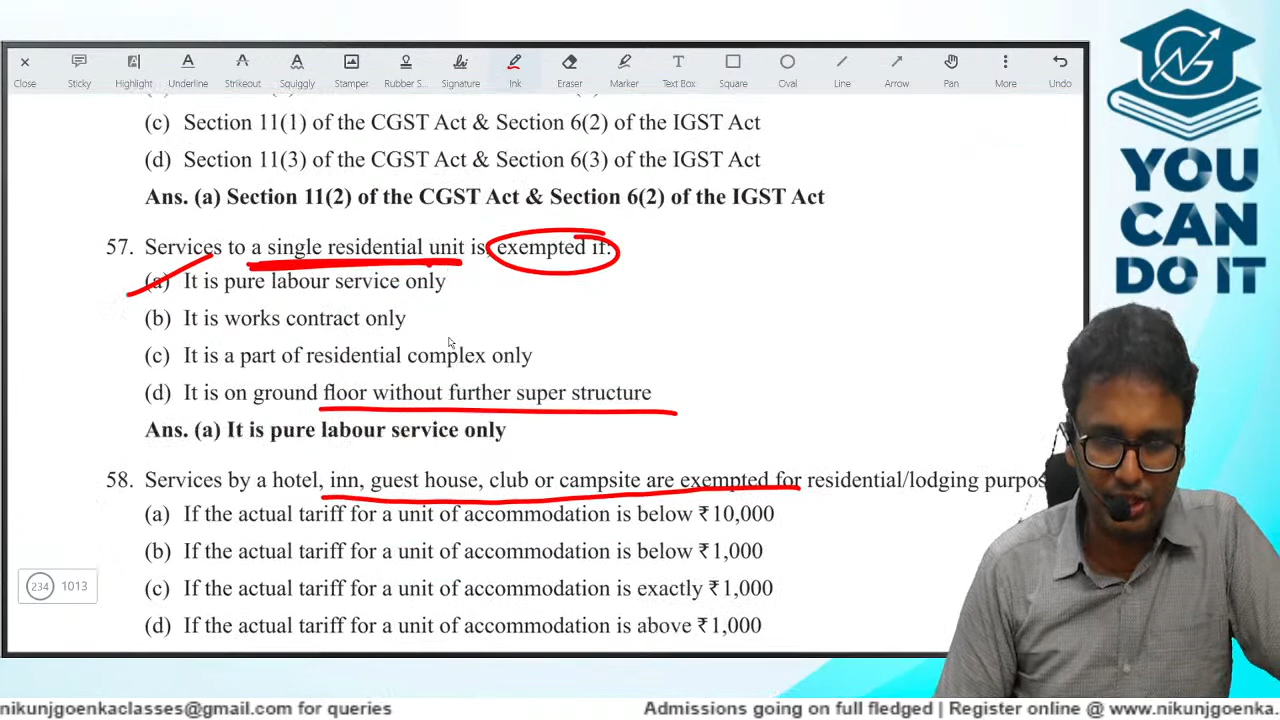 Close Sticky Highlight Underline Strikeout Squiggly Stamper Rubber S... Signature Ink Eraser Marker Text Box Square Oval Line Arrow Pan More Undo
(c) Section 11(1) of the CGST Act & Section 6(2) of the IGST Act
(d) Section 11(3) of the CGST Act & Section 6(3) of the IGST Act
Ans. (a) Section 11(2) of the CGST Act & Section 6(2) of the IGST Act
57. Services to a single residential unit is exempted if:
(a) It is pure labour service only
(b) It is works contract only
(c) It is a part of residential complex only
(d) It is on ground floor without further super structure
Ans. (a) It is pure labour service only
58. Services by a hotel, inn, guest house, club or campsite are exempted for residential/lodging purpos
(a) If the actual tariff for a unit of accommodation is below ₹10,000
(b) If the actual tariff for a unit of accommodation is below ₹1,000
(c) If the actual tariff for a unit of accommodation is exactly ₹1,000
(d) If the actual tariff for a unit of accommodation is above ₹1,000
234 1013
YOU
CAN
DO IT
nikunjgoenkaclasses@gmail.com for queries
Admissions going on full fledged | Register online @ www.nikunjgoenka.